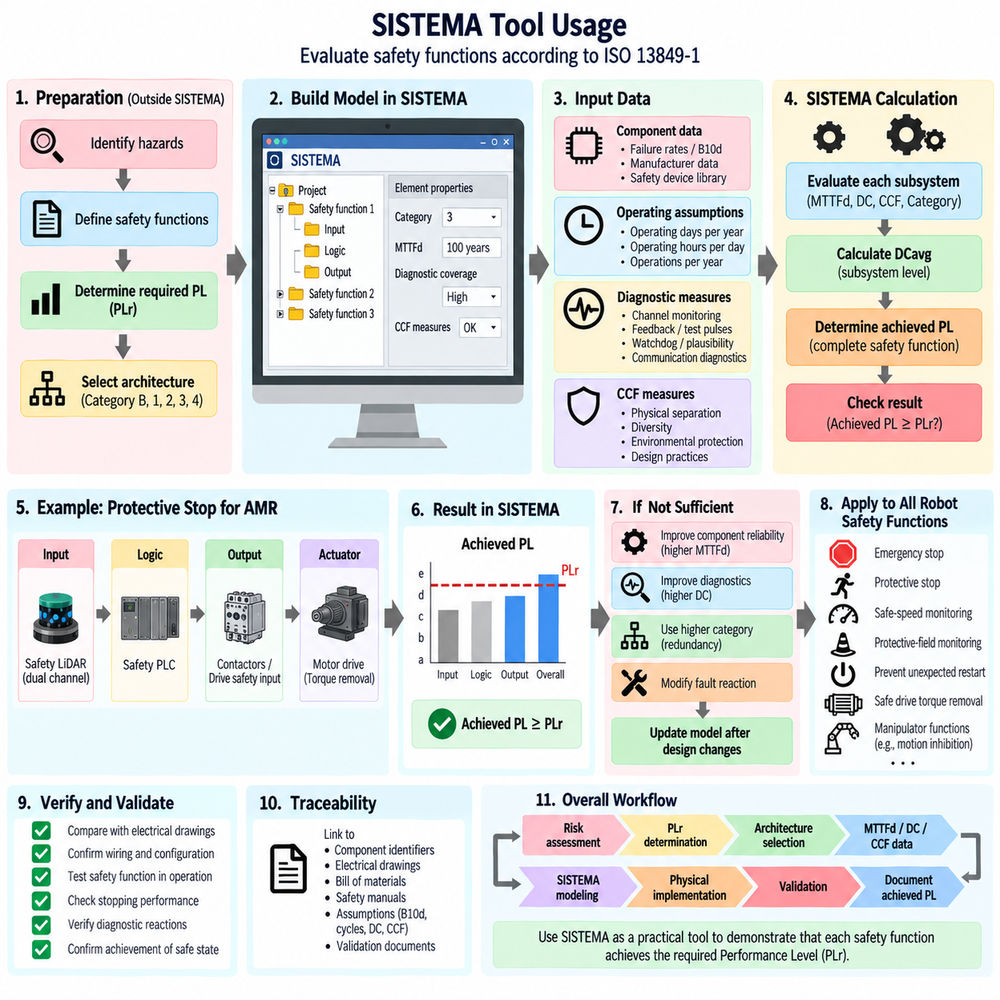 SISTEMA Tool Usage
Evaluate safety functions according to ISO 13849-1
1. Preparation (Outside SISTEMA)
Identify hazards
Define safety functions
Determine required PL
(PLr)
Select architecture
(Category B, 1, 2, 3, 4)
2. Build Model in SISTEMA
SISTEMA
Project
Safety function 1
Input
Logic
Output
Safety function 2
Safety function 3
Element properties
Category 3
MTTFd 100 years
Diagnostic coverage
High
CCF measures OK
3. Input Data
Component data
• Failure rates / B10d
• Manufacturer data
• Safety device library
Operating assumptions
• Operating days per year
• Operating hours per day
• Operations per year
Diagnostic measures
• Channel monitoring
• Feedback / test pulses
• Watchdog / plausibility
• Communication diagnostics
CCF measures
• Physical separation
• Diversity
• Environmental protection
• Design practices
4. SISTEMA Calculation
Evaluate each subsystem
(MTTFd, DC, CCF, Category)
Calculate DCavg
(subsystem level)
Determine achieved PL
(complete safety function)
Check result
(Achieved PL ≥ PLr?)
5. Example: Protective Stop for AMR
Input
Safety LiDAR
(dual channel)
Logic
Safety PLC
Output
Contactors /
Drive safety input
Actuator
Motor drive
(Torque removal)
6. Result in SISTEMA
Achieved PL
PLr
e
d
c
b
a
Input Logic Output Overall
Achieved PL ≥ PLr
7. If Not Sufficient
Improve component reliability
(higher MTTFd)
Improve diagnostics
(higher DC)
Use higher category
(redundancy)
Modify fault reaction
Update model after
design changes
8. Apply to All Robot
Safety Functions
Emergency stop
Protective stop
Safe-speed monitoring
Protective-field monitoring
Prevent unexpected restart
Safe drive torque removal
Manipulator functions
(e.g., motion inhibition)
• • •
9. Verify and Validate
Compare with electrical drawings
Confirm wiring and configuration
Test safety function in operation
Check stopping performance
Verify diagnostic reactions
Confirm achievement of safe state
10. Traceability
Link to
• Component identifiers
• Electrical drawings
• Bill of materials
• Safety manuals
• Assumptions (B10d,
cycles, DC, CCF)
• Validation documents
11. Overall Workflow
Risk
assessment
PLr
determination
Architecture
selection
MTTFd / DC /
CCF data
SISTEMA
modeling
Physical
implementation
Validation
Document
achieved PL
Use SISTEMA as a practical tool to demonstrate that each safety function
achieves the required Performance Level (PLr).